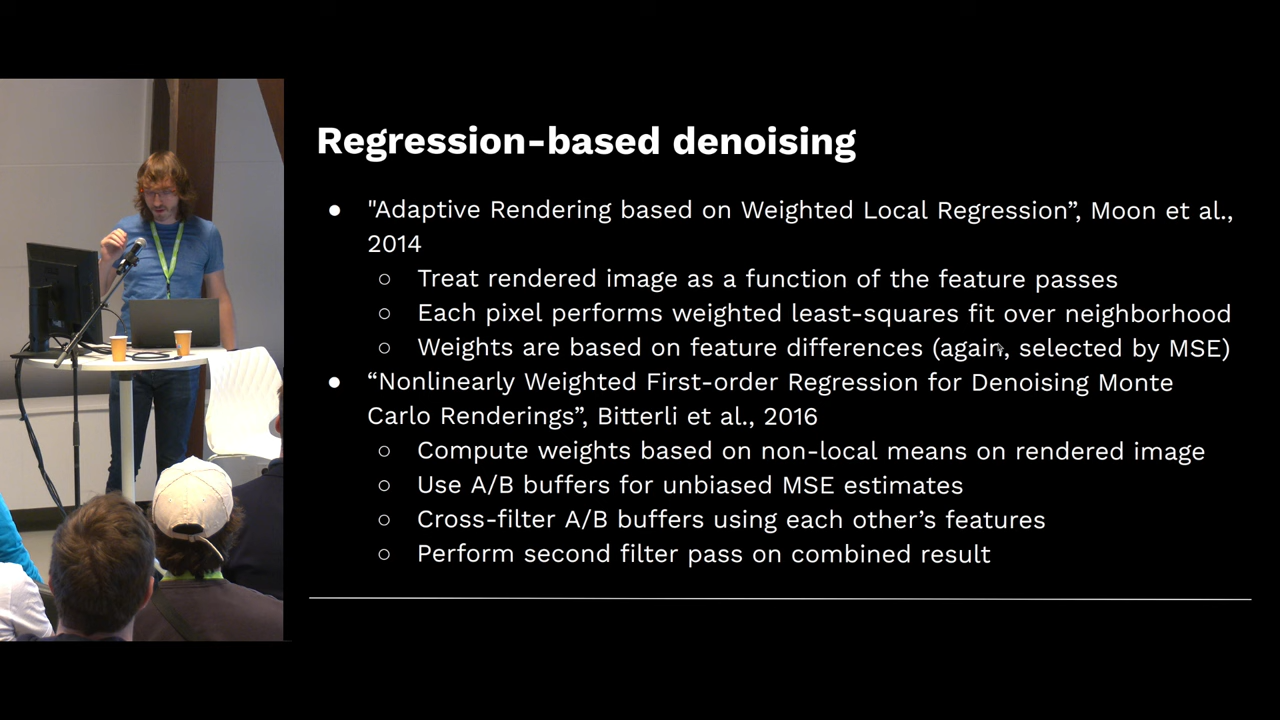 Regression-based denoising
● "Adaptive Rendering based on Weighted Local Regression”, Moon et al.,
2014
○ Treat rendered image as a function of the feature passes
○ Each pixel performs weighted least-squares fit over neighborhood
○ Weights are based on feature differences (again, selected by MSE)
● “Nonlinearly Weighted First-order Regression for Denoising Monte
Carlo Renderings”, Bitterli et al., 2016
○ Compute weights based on non-local means on rendered image
○ Use A/B buffers for unbiased MSE estimates
○ Cross-filter A/B buffers using each other’s features
○ Perform second filter pass on combined result